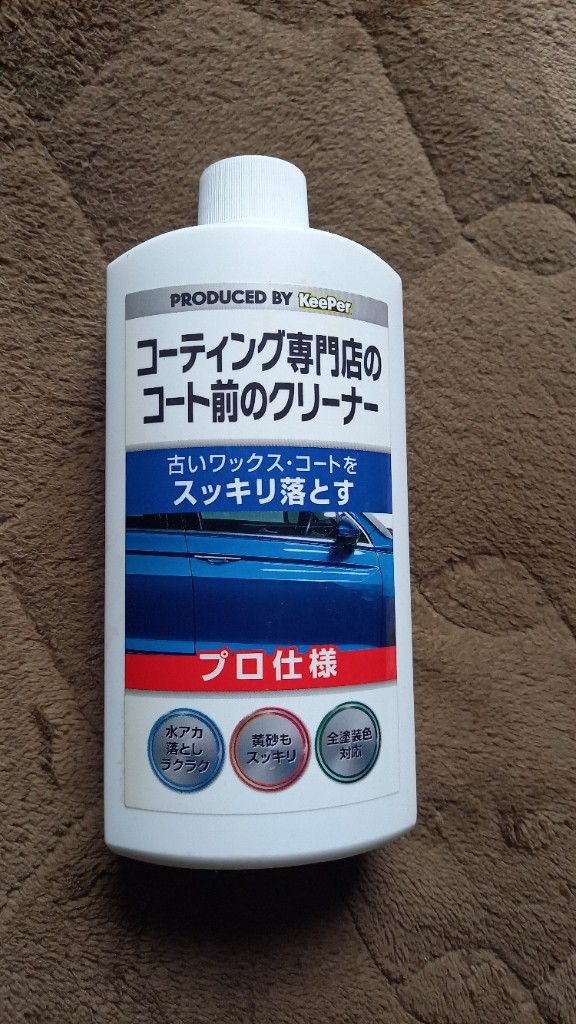 PRODUCED BY KeePer
コーティング専門店の
コート前のクリーナー
古いワックス・コートを
スッキリ落とす
プロ仕様
水アカ
落とし
ラクラク
黄砂も
スッキリ
全塗装色
対応